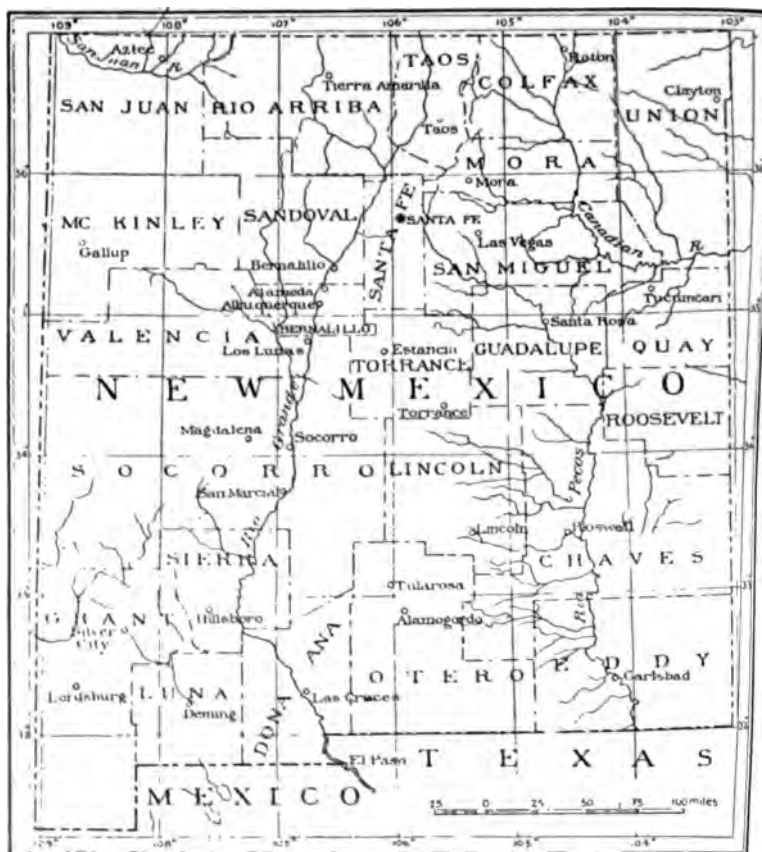 109° 108° 107° 106° 105° 104° 103°
San Juan R.
Aztec
TAOS
Raton
Tierra Amarilla
COLFAX
Clayton
SAN JUAN RIO ARRIBA
UNION
Taos
36°
MORA
Mora
MC KINLEY
SANDOVAL
SANTA FE
SANTA FE
Canadian R.
Las Vegas
Gallup
Bernalillo
SAN MIGUEL
Alameda
Tucumcari
Albuquerque
Santa Rosa
BERNALILLO
VALENCIA
Los Lunas
Estancia
GUADALUPE QUAY
TORRANCE
NEW MEXICO
Torrance
ROOSEVELT
Magdalena
Socorro
34°
SOCORRO
LINCOLN
San Marcial
Rio Grande
Pecos
Lincoln
Roswell
SIERRA
CHAVES
Tularosa
33°
GRANT
Hillsboro
Alamogordo
Silver City
Rio
DONA ANA
OTERO
EDDY
Carlsbad
Lordsburg
LUNA
Las Cruces
Deming
El Paso
TEXAS
MEXICO
25 0 25 50 75 100 miles
108° 107° 106° 105° 104°